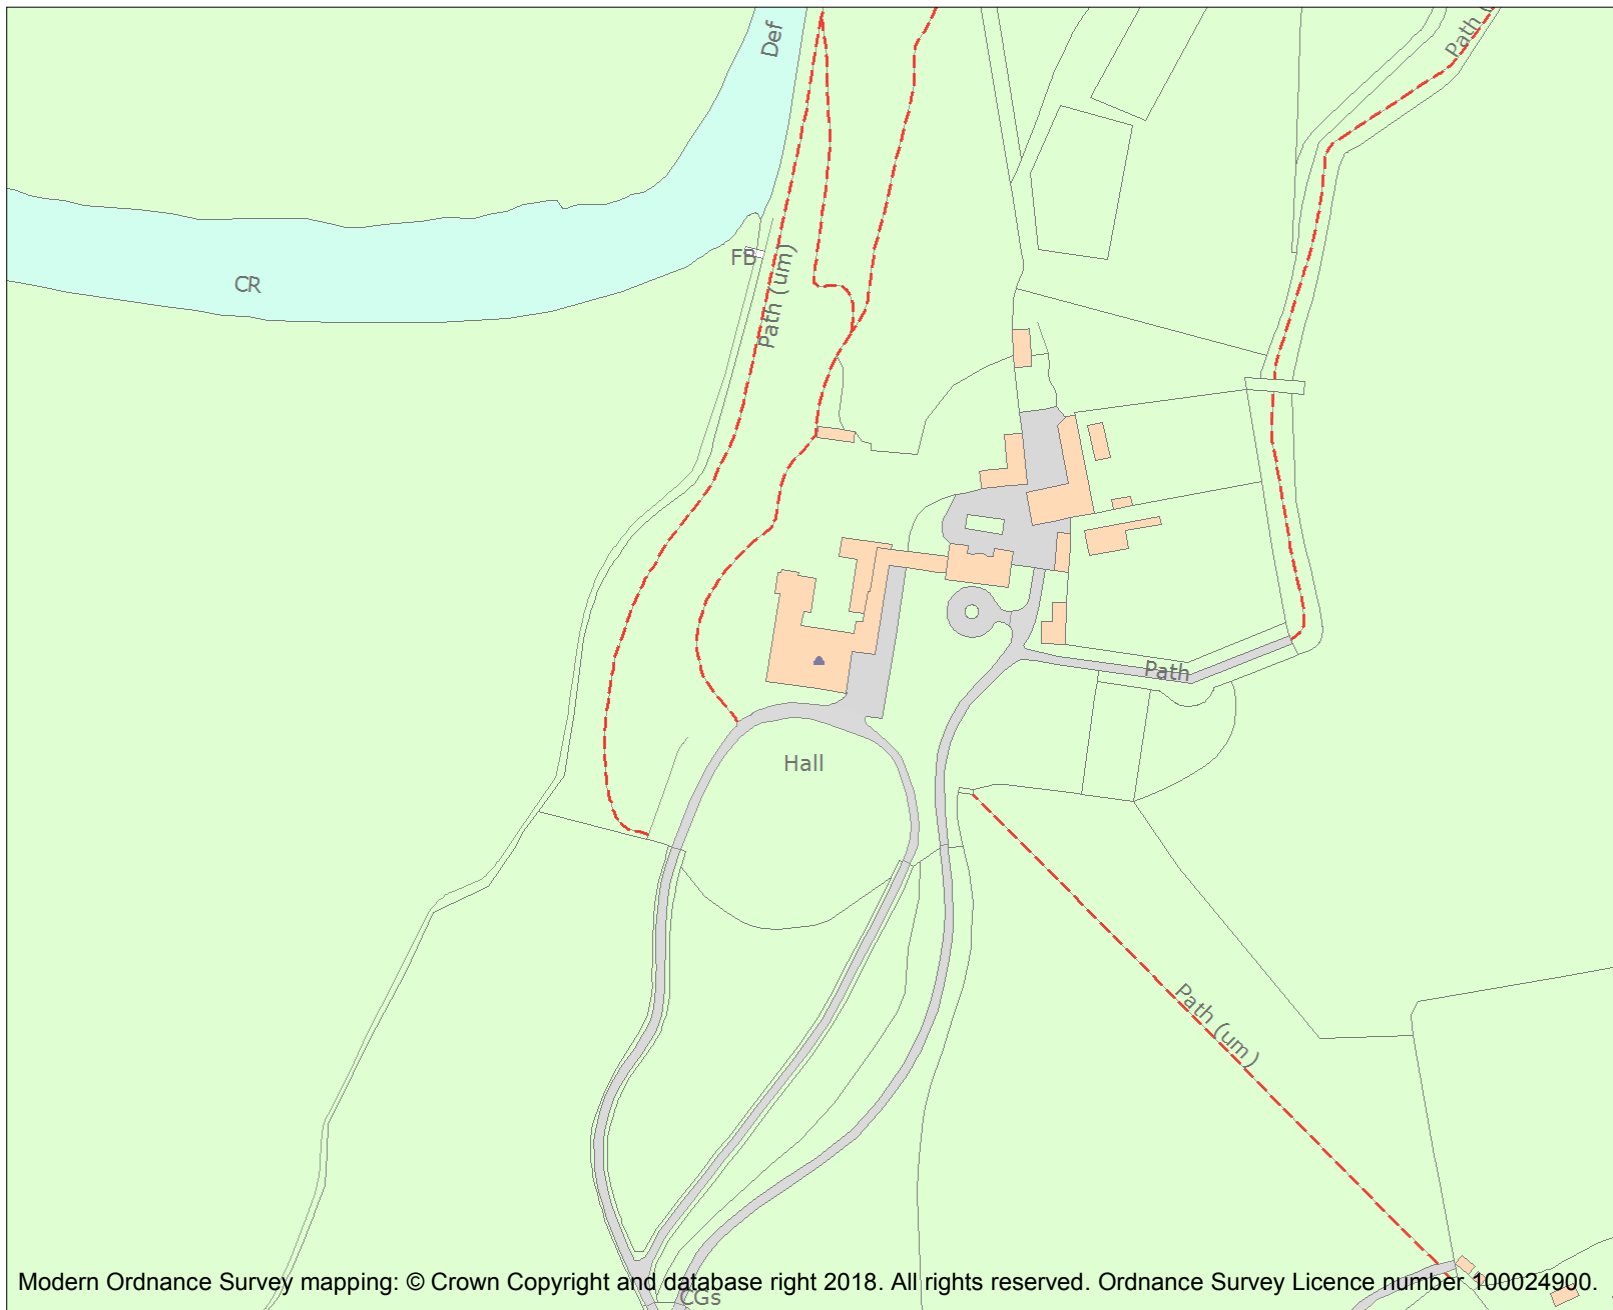 Def
Path (
FB
CR
Path (um)
Path
Hall
Path (um)
Modern Ordnance Survey mapping: © Crown Copyright and database right 2018. All rights reserved. Ordnance Survey Licence number 100024900.
CGs